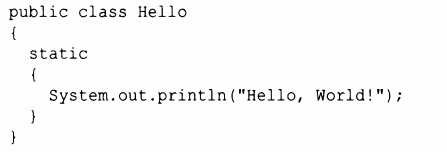 public class Hello
{
  static
  {
    System.out.println("Hello, World!");
  }
}